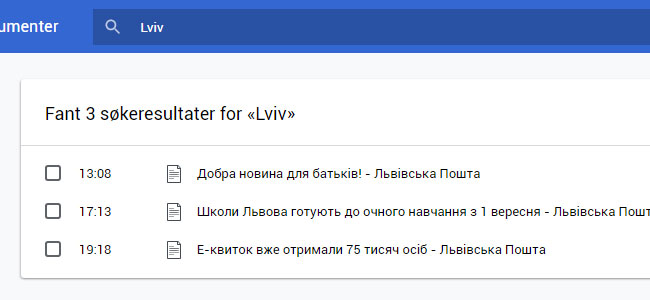 umenter
Lviv
Fant 3 søkeresultater for «Lviv»
13:08 Добра новина для батьків! - Львівська Пошта
17:13 Школи Львова готують до очного навчання з 1 вересня - Львівська Пошт
19:18 Е-квиток вже отримали 75 тисяч осіб - Львівська Пошта